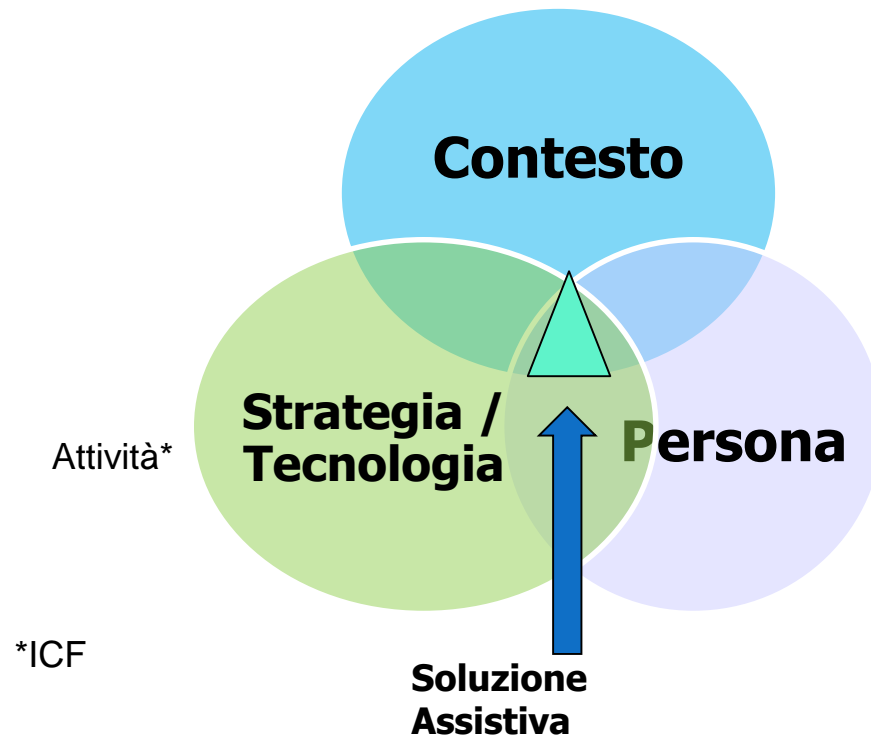 Contesto
Strategia /
Tecnologia
Persona
Attività*
*ICF
Soluzione
Assistiva